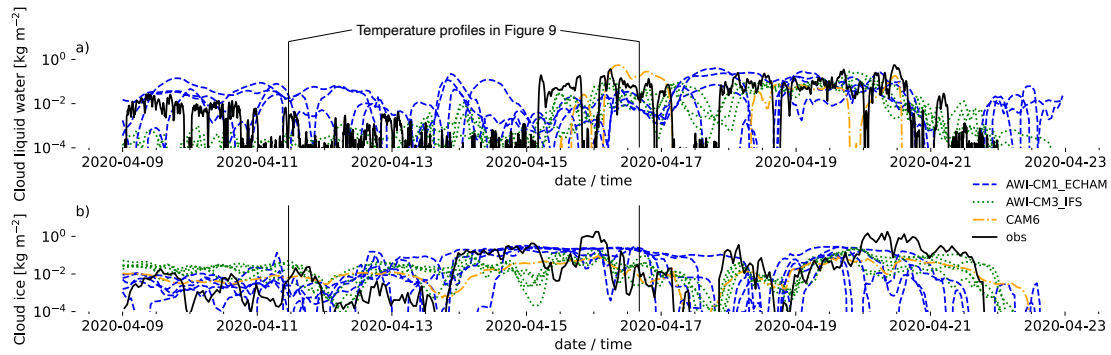 Temperature profiles in Figure 9
a)
Cloud liquid water [kg m⁻²]
10⁰
10⁻²
10⁻⁴
2020-04-09 2020-04-11 2020-04-13 2020-04-15 2020-04-17 2020-04-19 2020-04-21 2020-04-23
date / time
AWI-CM1_ECHAM
AWI-CM3_IFS
CAM6
obs
b)
Cloud ice [kg m⁻²]
10⁰
10⁻²
10⁻⁴
2020-04-09 2020-04-11 2020-04-13 2020-04-15 2020-04-17 2020-04-19 2020-04-21 2020-04-23
date / time